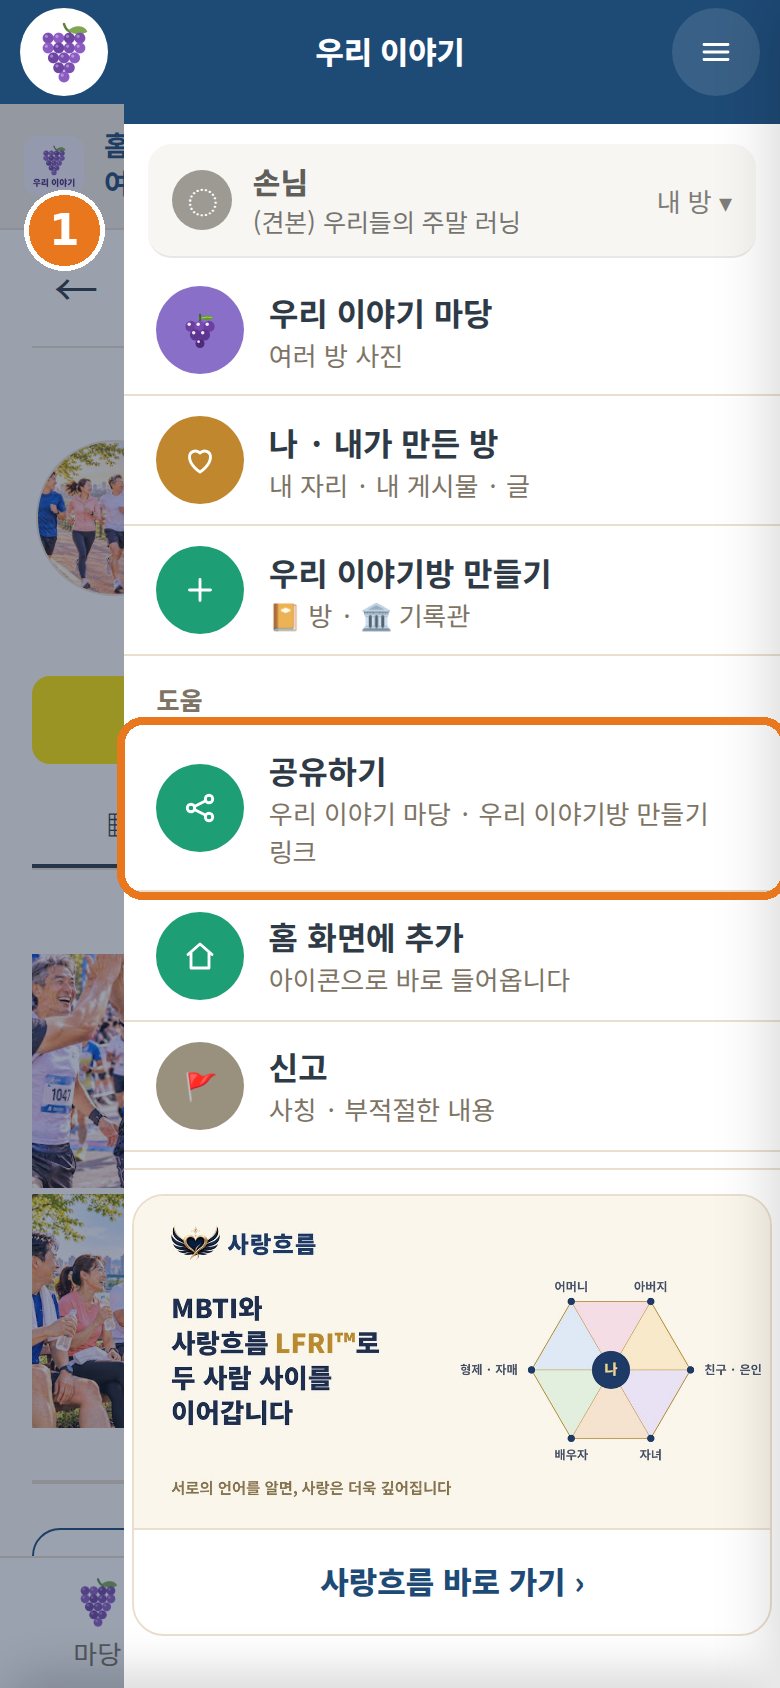 우리 이야기
우리 이야기
홈
여
1
손님
(견본) 우리들의 주말 러닝
내 방 ▾
우리 이야기 마당
여러 방 사진
나 · 내가 만든 방
내 자리 · 내 게시물 · 글
우리 이야기방 만들기
📔 방 · 🏛️ 기록관
도움
공유하기
우리 이야기 마당 · 우리 이야기방 만들기
링크
홈 화면에 추가
아이콘으로 바로 들어옵니다
1047
신고
사칭 · 부적절한 내용
사랑흐름
MBTI와
사랑흐름 LFRI™로
두 사람 사이를
이어갑니다
어머니
아버지
형제 · 자매
나
친구 · 은인
배우자
자녀
서로의 언어를 알면, 사랑은 더욱 깊어집니다
사랑흐름 바로 가기 ›
마당